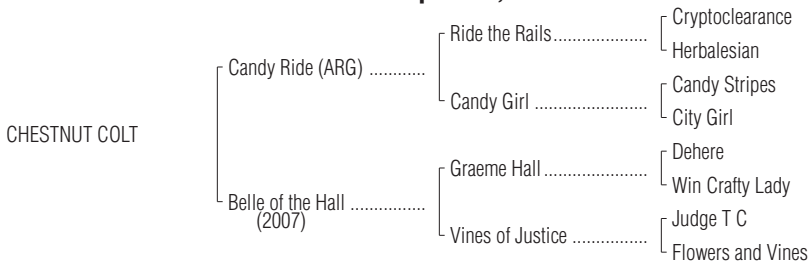 Cryptoclearance
Ride the Rails....................
Herbalesian
Candy Ride (ARG) ............
Candy Stripes
Candy Girl ........................
City Girl
CHESTNUT COLT
Dehere
Graeme Hall ......................
Win Crafty Lady
Belle of the Hall ................
(2007)
Judge T C
Vines of Justice ................
Flowers and Vines